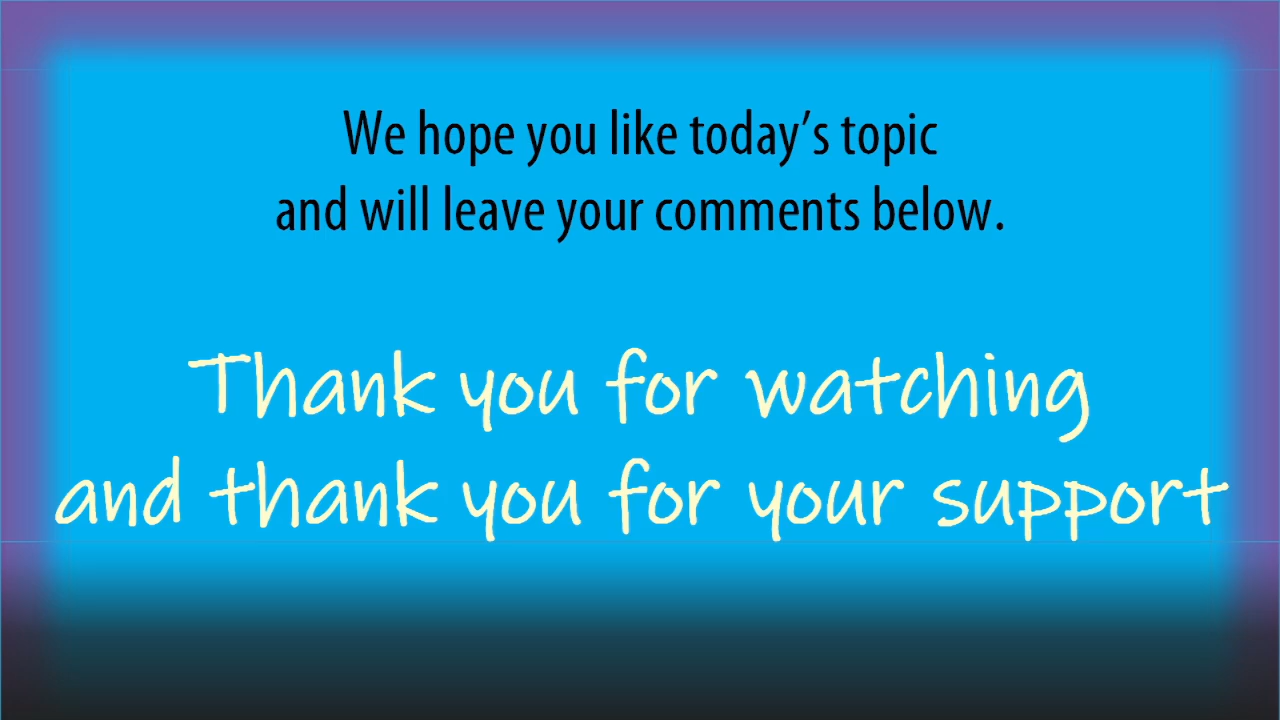 We hope you like today’s topic
and will leave your comments below.
Thank you for watching
and thank you for your support